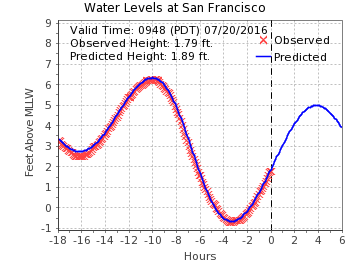 Water Levels at San Francisco
Valid Time: 0948 (PDT) 07/20/2016
Observed Height: 1.79 ft.
Predicted Height: 1.89 ft.
Observed
Predicted
Feet Above MLLW
9
8
7
6
5
4
3
2
1
0
-1
-18 -16 -14 -12 -10 -8 -6 -4 -2 0 2 4 6
Hours